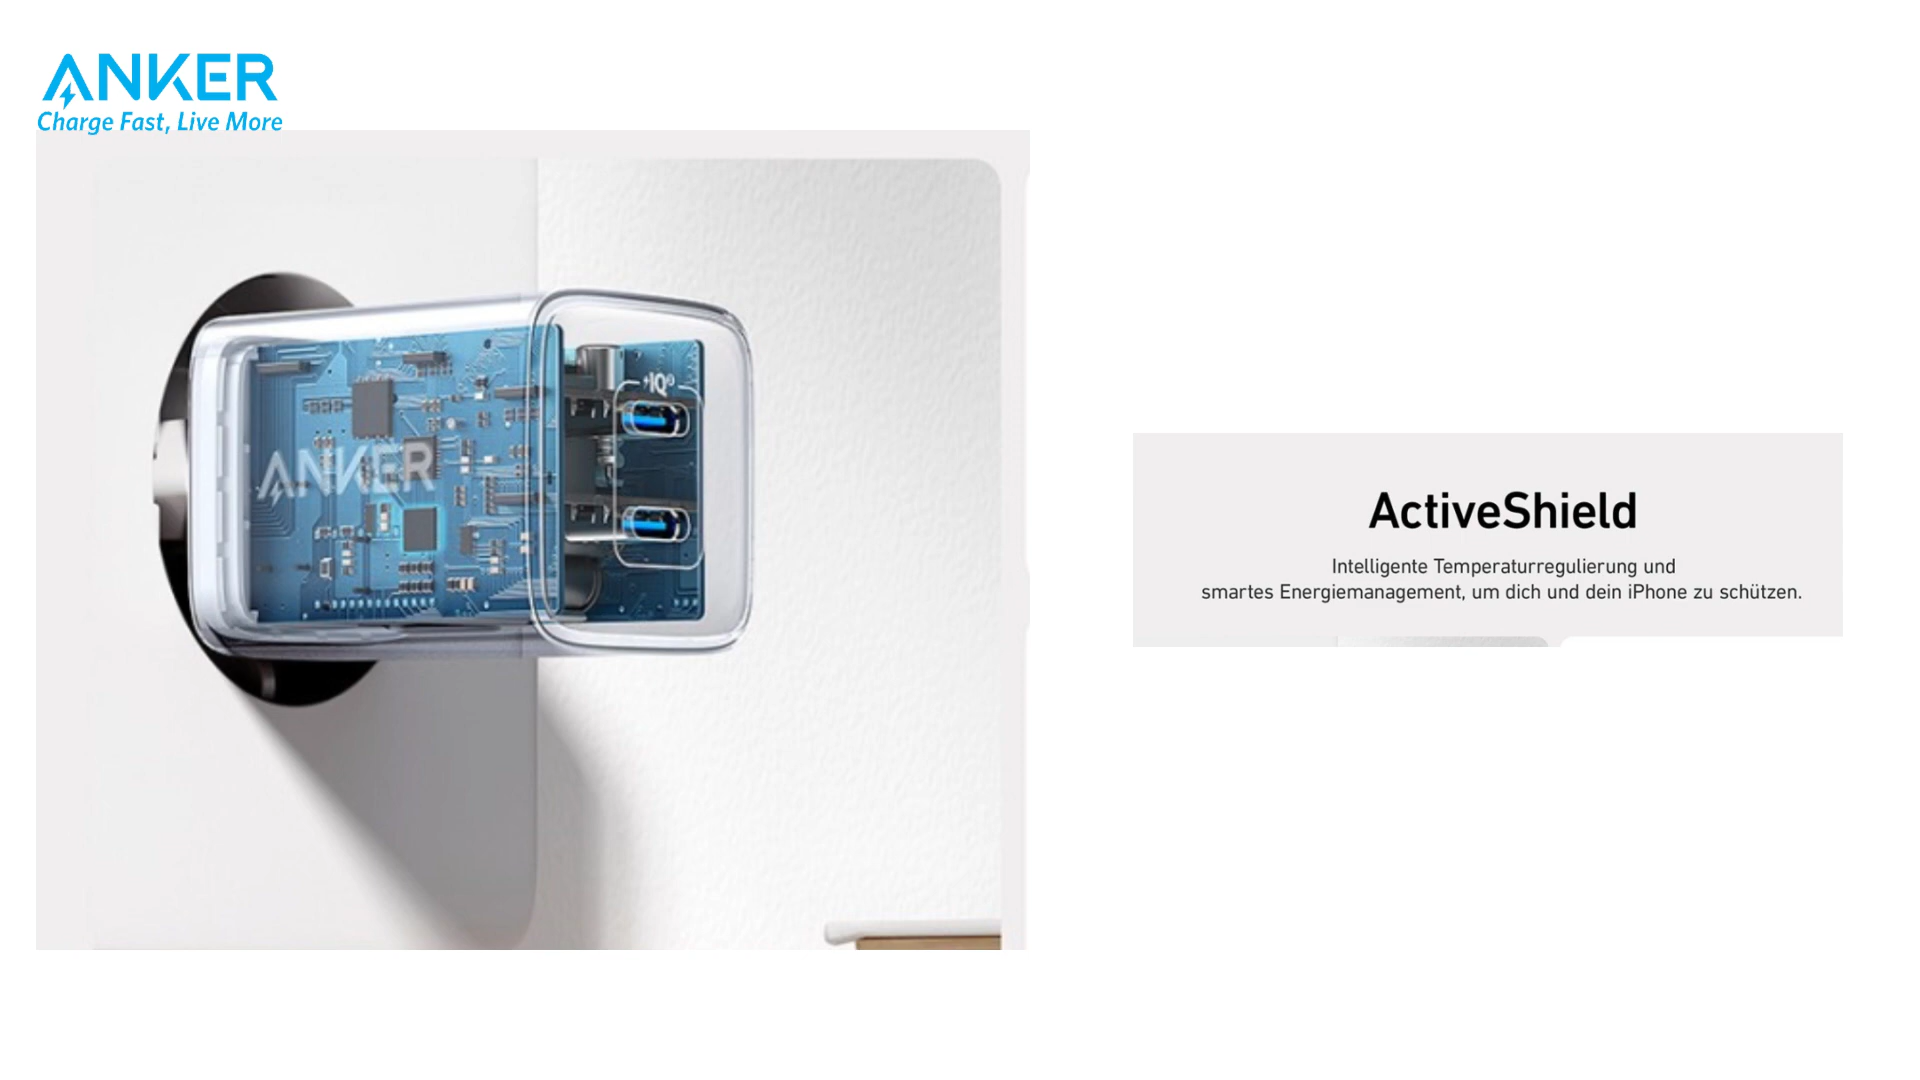 ANKER
Charge Fast, Live More
IQ3
ANKER
ActiveShield
Intelligente Temperaturregulierung und
smartes Energiemanagement, um dich und dein iPhone zu schützen.